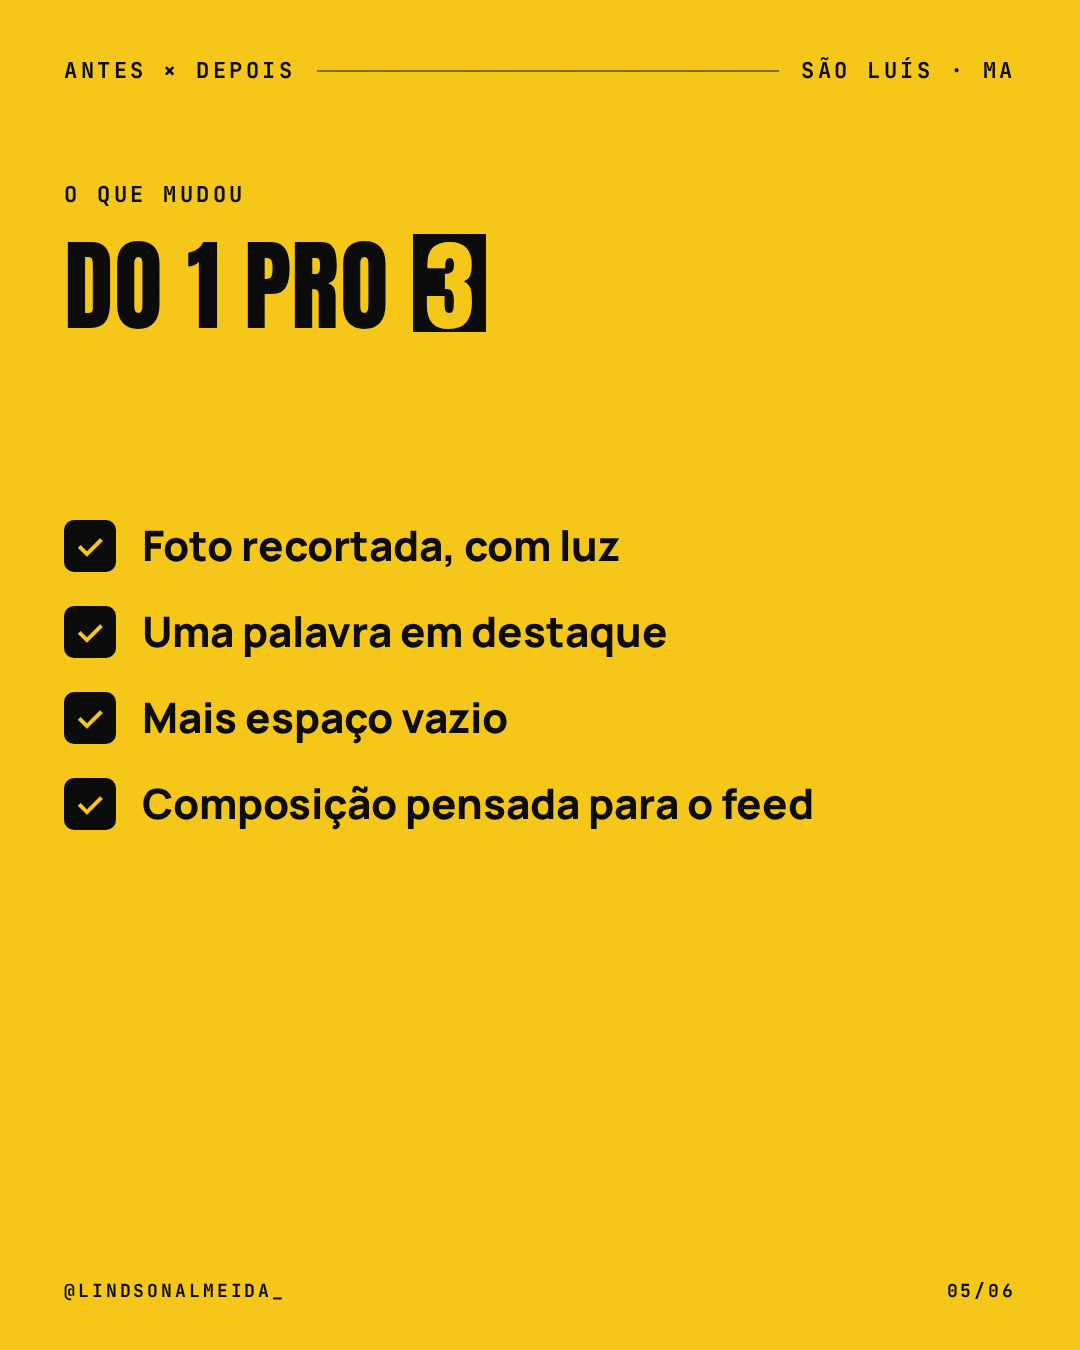 ANTES × DEPOIS
SÃO LUÍS · MA
O QUE MUDOU
DO 1 PRO 3
Foto recortada, com luz
Uma palavra em destaque
Mais espaço vazio
Composição pensada para o feed
@LINDSONALMEIDA_
05/06